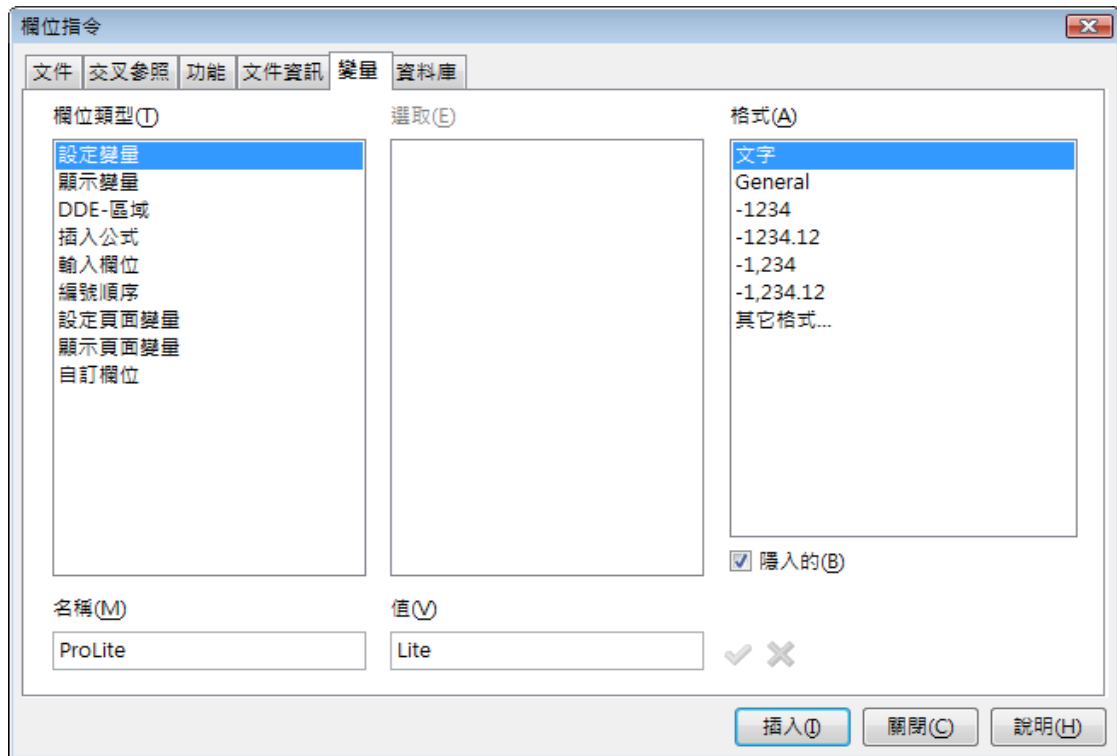 欄位指令
文件 交叉參照 功能 文件資訊 變量 資料庫
欄位類型(T)
設定變量
顯示變量
DDE-區域
插入公式
輸入欄位
編號順序
設定頁面變量
顯示頁面變量
自訂欄位
選取(E)
格式(A)
文字
General
-1234
-1234.12
-1,234
-1,234.12
其它格式...
隱入的(B)
名稱(M)
ProLite
值(V)
Lite
插入(I) 關閉(C) 說明(H)